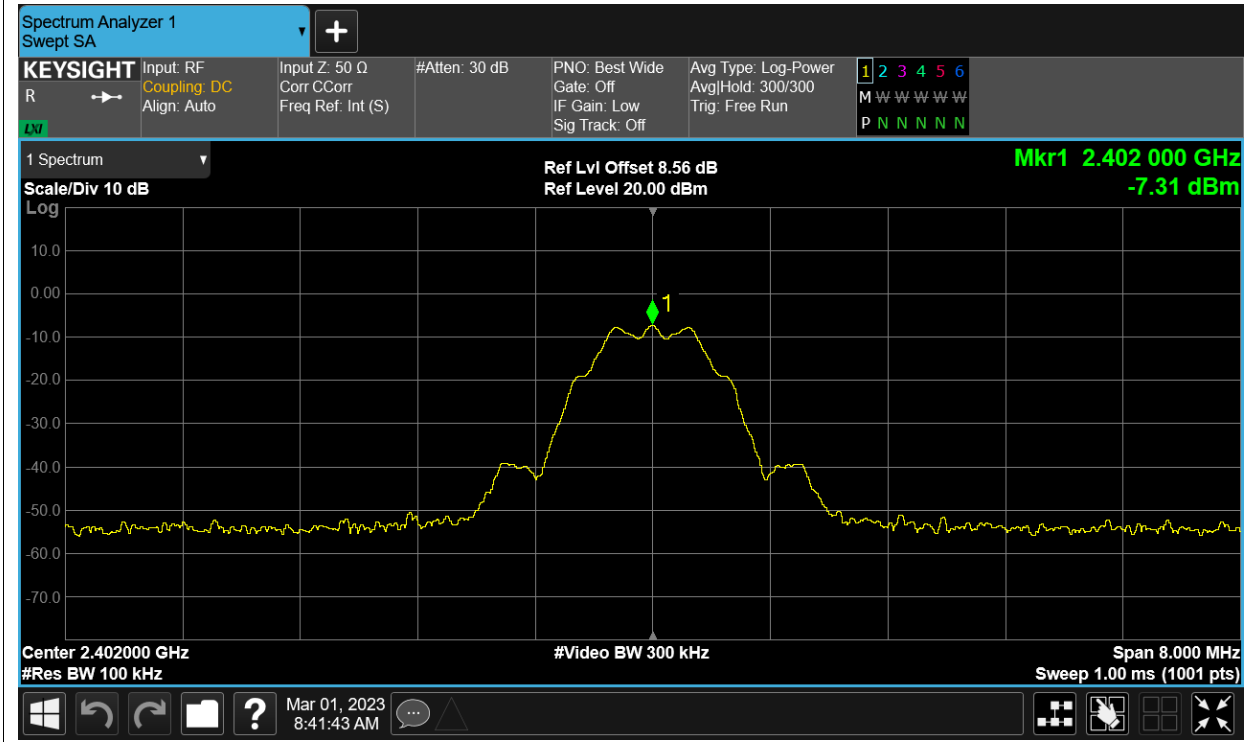 Spectrum Analyzer 1
Swept SA
+
KEYSIGHT
R
LXI
Input: RF
Coupling: DC
Align: Auto
Input Z: 50 Ω
Corr CCorr
Freq Ref: Int (S)
#Atten: 30 dB
PNO: Best Wide
Gate: Off
IF Gain: Low
Sig Track: Off
Avg Type: Log-Power
Avg|Hold: 300/300
Trig: Free Run
1 2 3 4 5 6
M W W W W W W
P N N N N N N
1 Spectrum
Scale/Div 10 dB
Log
Ref Lvl Offset 8.56 dB
Ref Level 20.00 dBm
Mkr1 2.402 000 GHz
-7.31 dBm
1
10.0
0.00
-10.0
-20.0
-30.0
-40.0
-50.0
-60.0
-70.0
Center 2.402000 GHz
#Res BW 100 kHz
#Video BW 300 kHz
Span 8.000 MHz
Sweep 1.00 ms (1001 pts)
?
Mar 01, 2023
8:41:43 AM